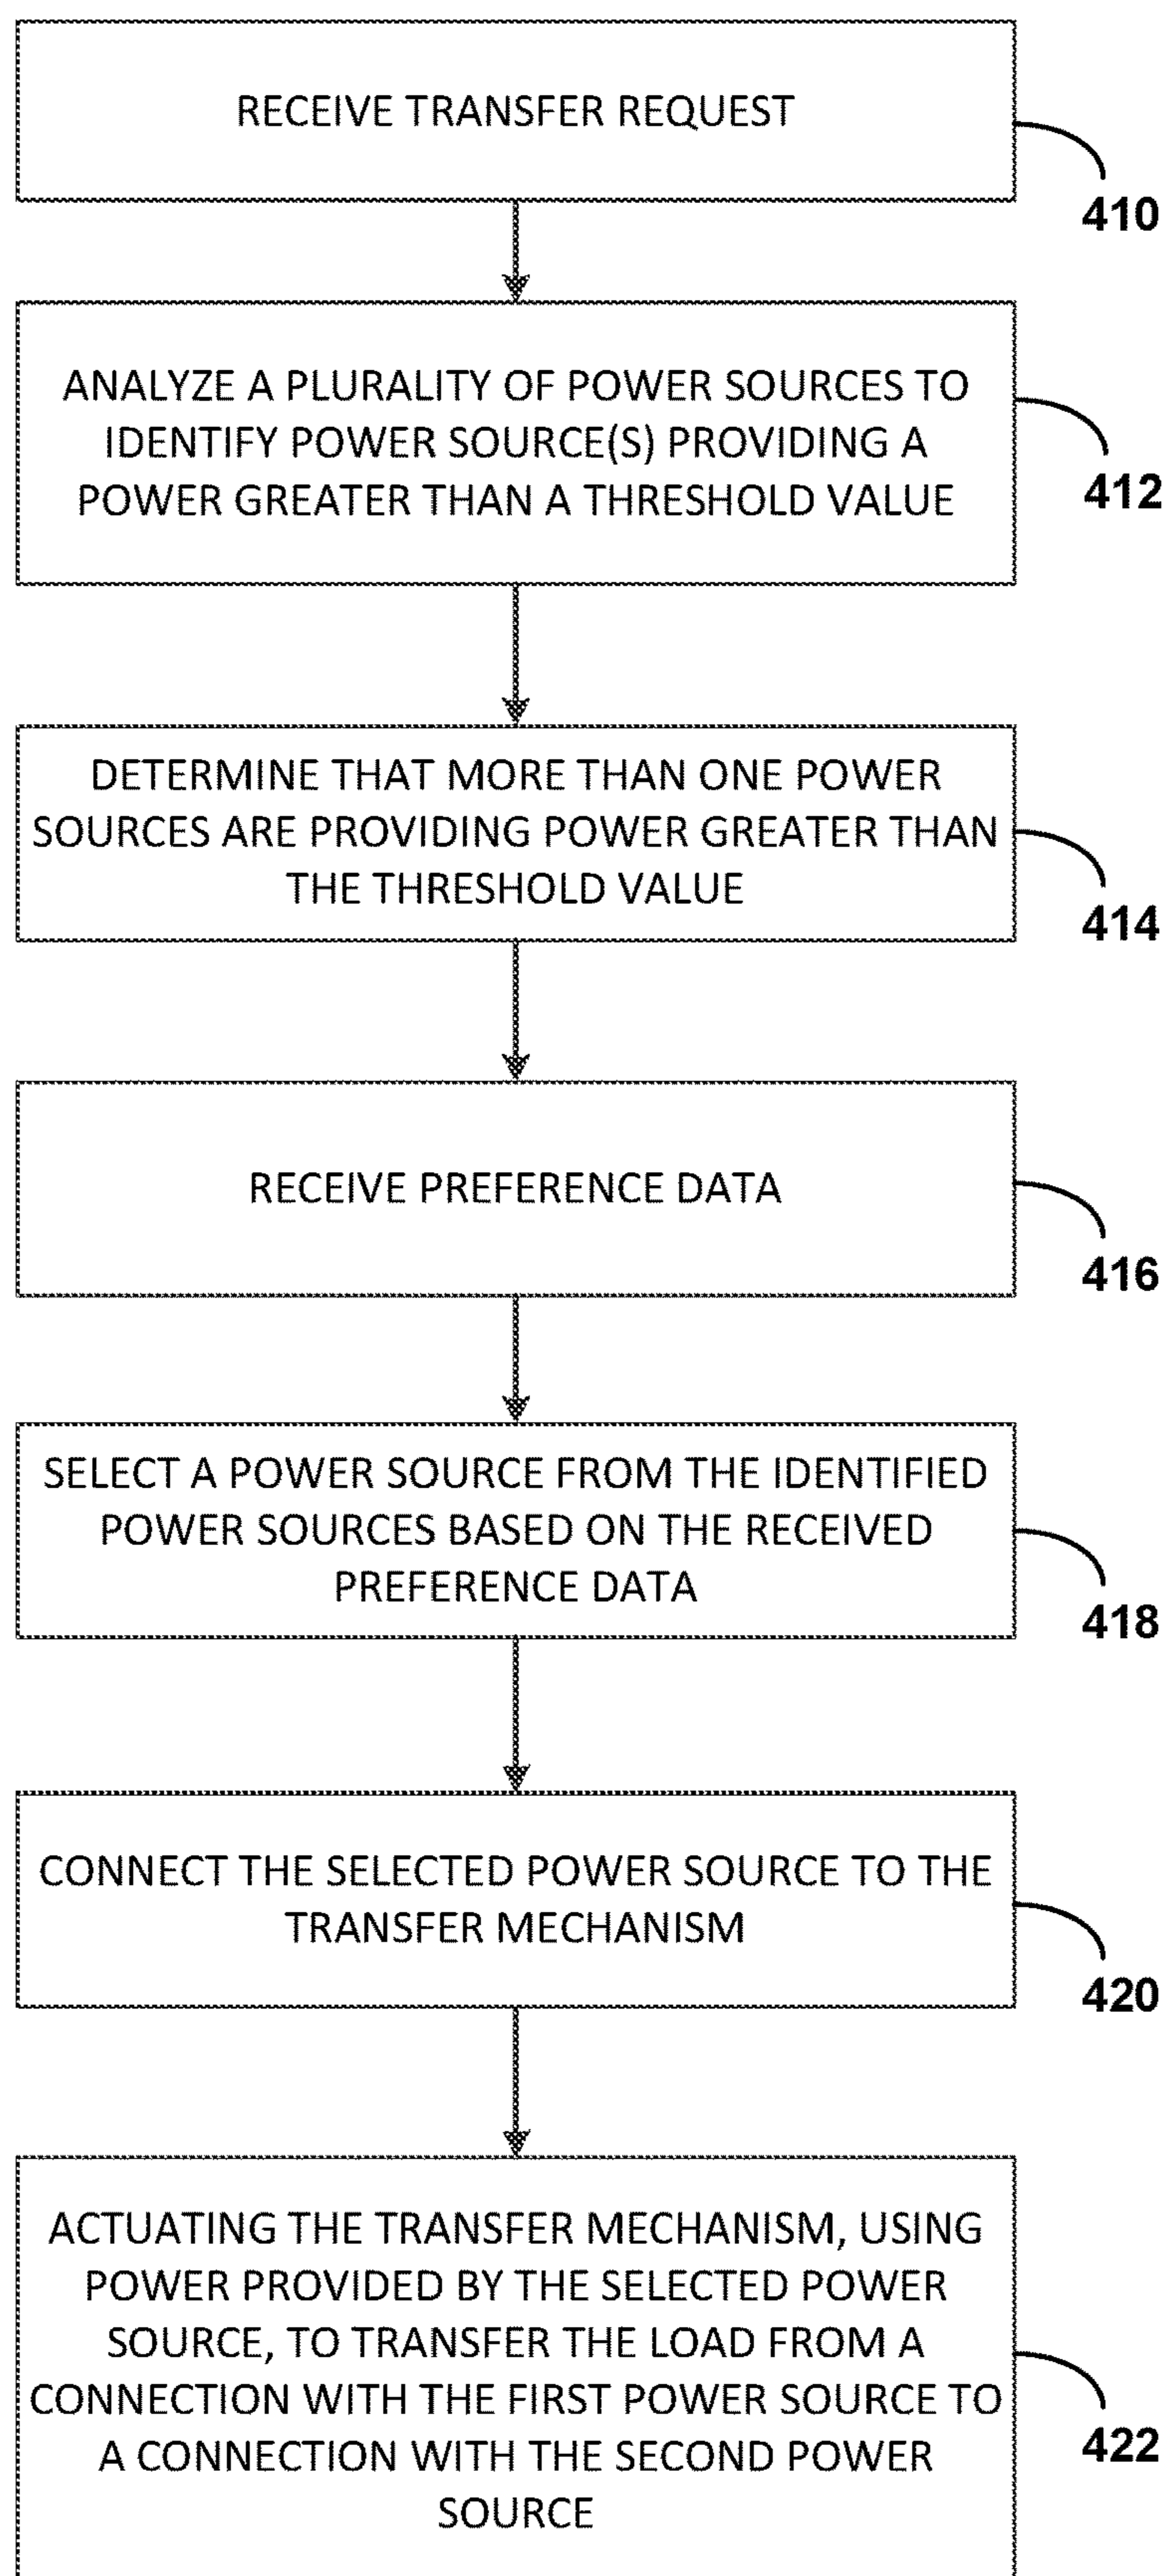 RECEIVE TRANSFER REQUEST
410
ANALYZE A PLURALITY OF POWER SOURCES TO
IDENTIFY POWER SOURCE(S) PROVIDING A
POWER GREATER THAN A THRESHOLD VALUE
412
DETERMINE THAT MORE THAN ONE POWER
SOURCES ARE PROVIDING POWER GREATER THAN
THE THRESHOLD VALUE
414
RECEIVE PREFERENCE DATA
416
SELECT A POWER SOURCE FROM THE IDENTIFIED
POWER SOURCES BASED ON THE RECEIVED
PREFERENCE DATA
418
CONNECT THE SELECTED POWER SOURCE TO THE
TRANSFER MECHANISM
420
ACTUATING THE TRANSFER MECHANISM, USING
POWER PROVIDED BY THE SELECTED POWER
SOURCE, TO TRANSFER THE LOAD FROM A
CONNECTION WITH THE FIRST POWER SOURCE TO
A CONNECTION WITH THE SECOND POWER
SOURCE
422